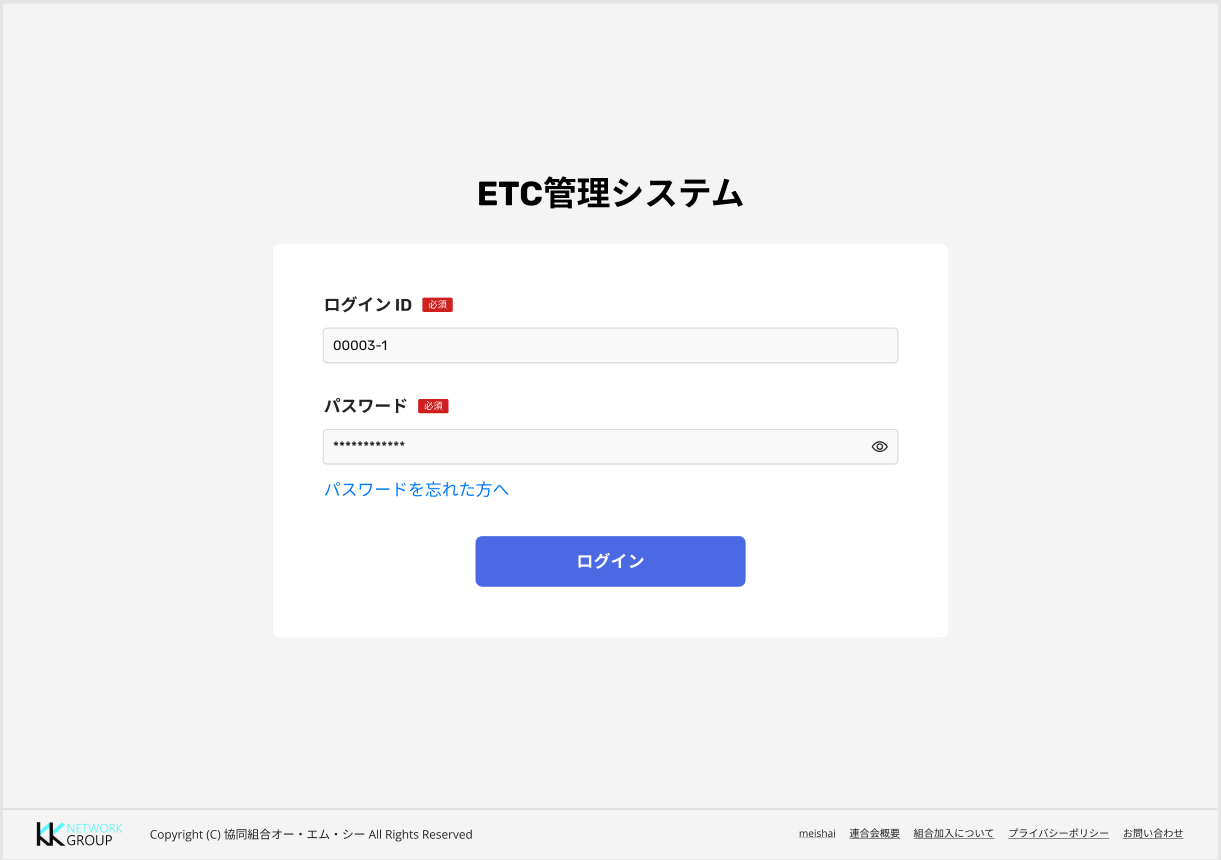 ETC管理システム
ログイン ID 必須
00003-1
パスワード 必須
************
パスワードを忘れた方へ
ログイン
KK NETWORK GROUP
Copyright (C) 協同組合オー・エム・シー All Rights Reserved
meishai 連合会概要 組合加入について プライバシーポリシー お問い合わせ